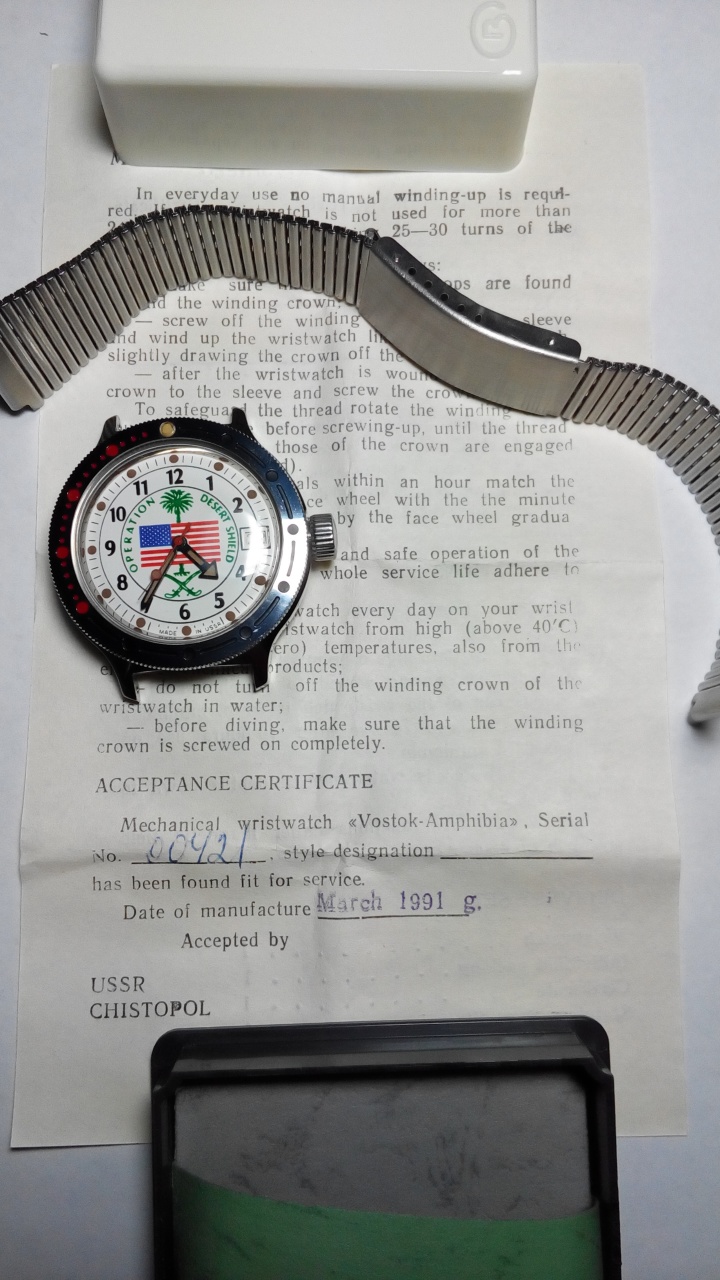 In everyday use no manual winding-up is requi-
red. is not used for more than
25—30 turns of the
sure ops are found
the winding crown;
— screw off the winding sleeve
and wind up the wristwatch
slightly drawing the crown off the
— after the wristwatch is
crown to the sleeve and screw the
To safeguard the thread rotate the
before screwing-up, until the thread
those of the crown are engaged
within an hour match the
wheel with the the minute
by the face wheel gradua
and safe operation of the
whole service life adhere to
every day on your wrist
from high (above 40°C)
temperatures, also from the
products;
— do not turn off the winding crown of the
wristwatch in water;
— before diving, make sure that the winding
crown is screwed on completely.
12
1
2
4
5
6
8
9
10
11
OPERATION DESERT SHIELD
MADE IN USSR
ACCEPTANCE CERTIFICATE
Mechanical wristwatch «Vostok-Amphibia», Serial
No. 00421, style designation
has been found fit for service.
Date of manufacture March 1991 g.
Accepted by
USSR
CHISTOPOL